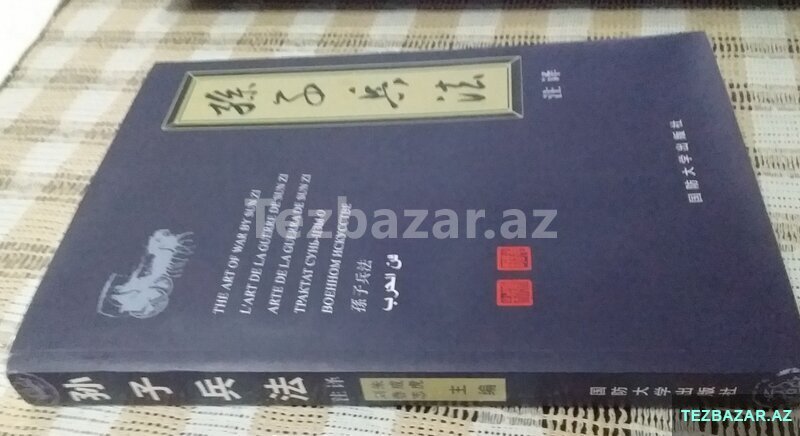 孫子兵法
注译
THE ART OF WAR BY SUN ZI
L'ART DE LA GUERRE DE SUN ZI
ARTE DE LA GUERRA DE SUN ZI
ТРАКТАТ СУНЬ-ЦЗЫ О
ВОЕННОМ ИСКУССТВЕ
孫子兵法
فن الحرب
国防大学出版社
孙子兵法
注译
朱成虎
主编
国防大学出版社
Tezbazar.az
TEZBAZAR.AZ